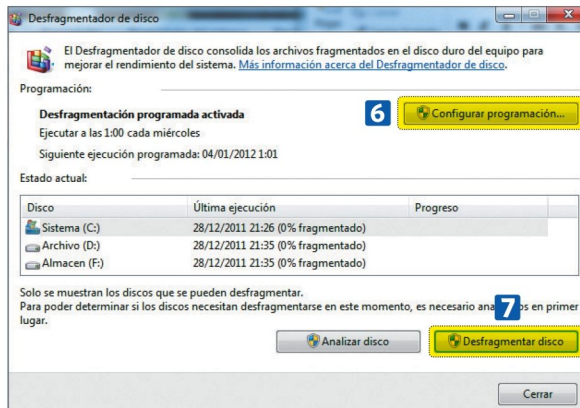 Desfragmentador de disco
El Desfragmentador de disco consolida los archivos fragmentados en el disco duro del equipo para
mejorar el rendimiento del sistema. Más información acerca del Desfragmentador de disco.
Programación:
Desfragmentación programada activada
6
Configurar programación...
Ejecutar a las 1:00 cada miércoles
Siguiente ejecución programada: 04/01/2012 1:01
Estado actual:
Disco Última ejecución Progreso
Sistema (C:) 28/12/2011 21:26 (0% fragmentado)
Archivo (D:) 28/12/2011 21:35 (0% fragmentado)
Almacen (F:) 28/12/2011 21:35 (0% fragmentado)
Solo se muestran los discos que se pueden desfragmentar.
Para poder determinar si los discos necesitan desfragmentarse en este momento, es necesario en primer
lugar.
7
Analizar disco Desfragmentar disco
Cerrar